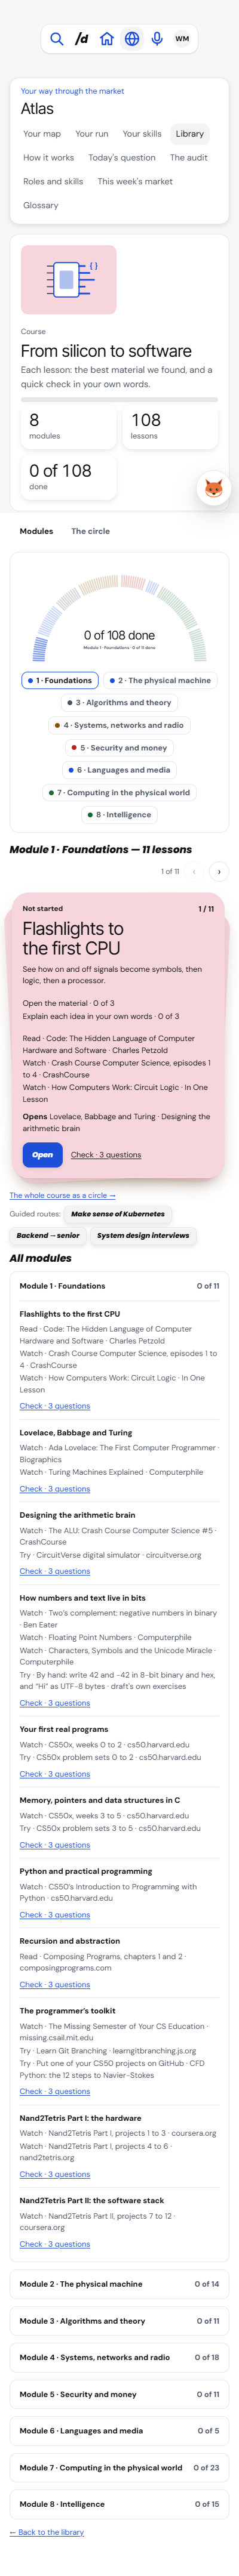 /d
WM
Your way through the market
Atlas
Your map
Your run
Your skills
Library
How it works
Today's question
The audit
Roles and skills
This week's market
Glossary
{ }
Course
From silicon to software
Each lesson: the best material we found, and a
quick check in your own words.
8
modules
108
lessons
0 of 108
done
Modules
The circle
0 of 108 done
Module 1 · Foundations · 0 of 11 done
1 · Foundations
2 · The physical machine
3 · Algorithms and theory
4 · Systems, networks and radio
5 · Security and money
6 · Languages and media
7 · Computing in the physical world
8 · Intelligence
Module 1 · Foundations — 11 lessons
1 of 11
‹
›
Not started
1 / 11
Flashlights to
the first CPU
See how on and off signals become symbols, then
logic, then a processor.
Open the material · 0 of 3
Explain each idea in your own words · 0 of 3
Read · Code: The Hidden Language of Computer
Hardware and Software · Charles Petzold
Watch · Crash Course Computer Science, episodes 1
to 4 · CrashCourse
Watch · How Computers Work: Circuit Logic · In One
Lesson
Opens Lovelace, Babbage and Turing · Designing the
arithmetic brain
Open
Check · 3 questions
The whole course as a circle →
Guided routes:
Make sense of Kubernetes
Backend → senior
System design interviews
All modules
Module 1 · Foundations
0 of 11
Flashlights to the first CPU
Read · Code: The Hidden Language of Computer
Hardware and Software · Charles Petzold
Watch · Crash Course Computer Science, episodes 1 to
4 · CrashCourse
Watch · How Computers Work: Circuit Logic · In One
Lesson
Check · 3 questions
Lovelace, Babbage and Turing
Watch · Ada Lovelace: The First Computer Programmer ·
Biographics
Watch · Turing Machines Explained · Computerphile
Check · 3 questions
Designing the arithmetic brain
Watch · The ALU: Crash Course Computer Science #5 ·
CrashCourse
Try · CircuitVerse digital simulator · circuitverse.org
Check · 3 questions
How numbers and text live in bits
Watch · Two's complement: negative numbers in binary
· Ben Eater
Watch · Floating Point Numbers · Computerphile
Watch · Characters, Symbols and the Unicode Miracle ·
Computerphile
Try · By hand: write 42 and -42 in 8-bit binary and hex,
and "Hi" as UTF-8 bytes · draft's own exercises
Check · 3 questions
Your first real programs
Watch · CS50x, weeks 0 to 2 · cs50.harvard.edu
Try · CS50x problem sets 0 to 2 · cs50.harvard.edu
Check · 3 questions
Memory, pointers and data structures in C
Watch · CS50x, weeks 3 to 5 · cs50.harvard.edu
Try · CS50x problem sets 3 to 5 · cs50.harvard.edu
Check · 3 questions
Python and practical programming
Watch · CS50's Introduction to Programming with
Python · cs50.harvard.edu
Check · 3 questions
Recursion and abstraction
Read · Composing Programs, chapters 1 and 2 ·
composingprograms.com
Check · 3 questions
The programmer's toolkit
Watch · The Missing Semester of Your CS Education ·
missing.csail.mit.edu
Try · Learn Git Branching · learngitbranching.js.org
Try · Put one of your CS50 projects on GitHub · CFD
Python: the 12 steps to Navier-Stokes
Check · 3 questions
Nand2Tetris Part I: the hardware
Watch · Nand2Tetris Part I, projects 1 to 3 · coursera.org
Watch · Nand2Tetris Part I, projects 4 to 6 ·
nand2tetris.org
Check · 3 questions
Nand2Tetris Part II: the software stack
Watch · Nand2Tetris Part II, projects 7 to 12 ·
coursera.org
Check · 3 questions
Module 2 · The physical machine
0 of 14
Module 3 · Algorithms and theory
0 of 11
Module 4 · Systems, networks and radio
0 of 18
Module 5 · Security and money
0 of 11
Module 6 · Languages and media
0 of 5
Module 7 · Computing in the physical world
0 of 23
Module 8 · Intelligence
0 of 15
← Back to the library